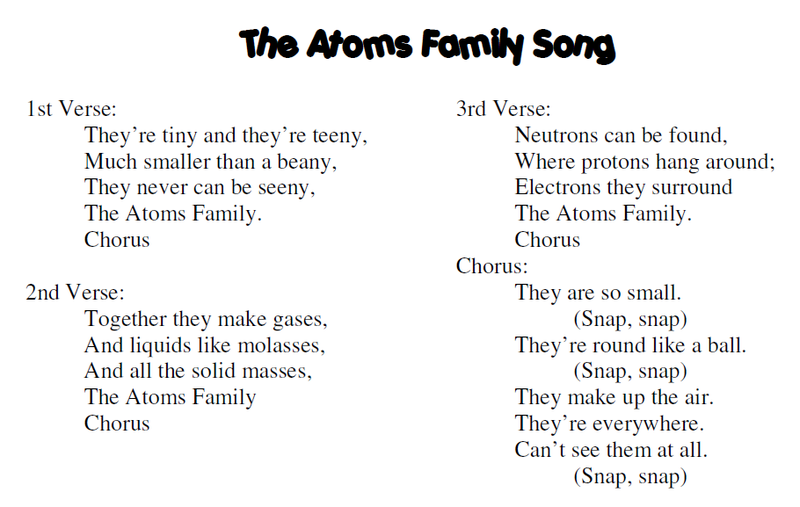 The Atoms Family Song
1st Verse:
They’re tiny and they’re teeny,
Much smaller than a beany,
They never can be seeny,
The Atoms Family.
Chorus
2nd Verse:
Together they make gases,
And liquids like molasses,
And all the solid masses,
The Atoms Family
Chorus
3rd Verse:
Neutrons can be found,
Where protons hang around;
Electrons they surround
The Atoms Family.
Chorus
Chorus:
They are so small.
(Snap, snap)
They’re round like a ball.
(Snap, snap)
They make up the air.
They’re everywhere.
Can’t see them at all.
(Snap, snap)